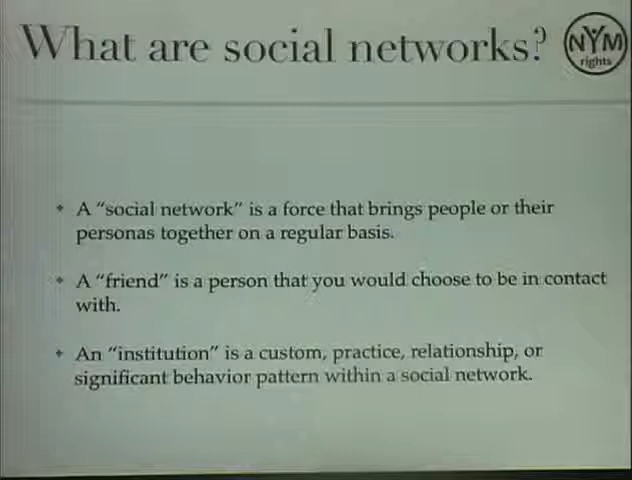 What are social networks?
NYM
rights
A “social network” is a force that brings people or their
personas together on a regular basis.
A “friend” is a person that you would choose to be in contact
with.
An “institution” is a custom, practice, relationship, or
significant behavior pattern within a social network.